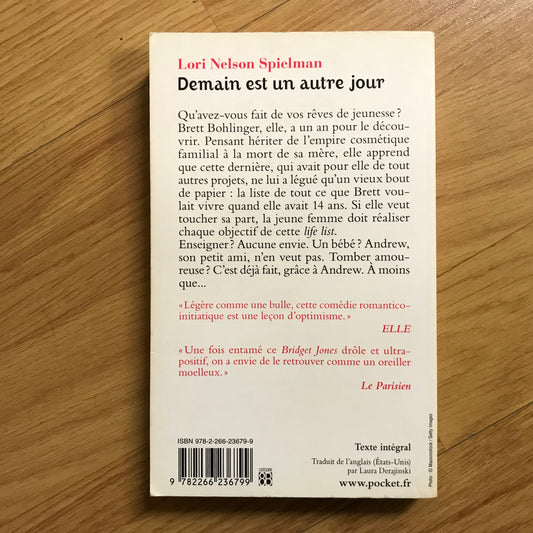 Lori Nelson Spielman
Demain est un autre jour
Qu'avez-vous fait de vos rêves de jeunesse ?
Brett Bohlinger, elle, a un an pour le décou-
vrir. Pensant hériter de l'empire cosmétique
familial à la mort de sa mère, elle apprend
que cette dernière, qui avait pour elle de tout
autres projets, ne lui a légué qu'un vieux bout
de papier : la liste de tout ce que Brett vou-
lait vivre quand elle avait 14 ans. Si elle veut
toucher sa part, la jeune femme doit réaliser
chaque objectif de cette life list.
Enseigner ? Aucune envie. Un bébé ? Andrew,
son petit ami, n'en veut pas. Tomber amou-
reuse ? C'est déjà fait, grâce à Andrew. À moins
que...
« Légère comme une bulle, cette comédie romantico-
initiatique est une leçon d'optimisme. »
ELLE
« Une fois entamé ce Bridget Jones drôle et ultra-
positif, on a envie de le retrouver comme un oreiller
moelleux. »
Le Parisien
ISBN 978-2-266-23679-9
9 782266 236799
CATÉGORIE
Texte intégral
Traduit de l'anglais (États-Unis)
par Laura Derajinski
www.pocket.fr
Photo : © Massonstock / Getty Images